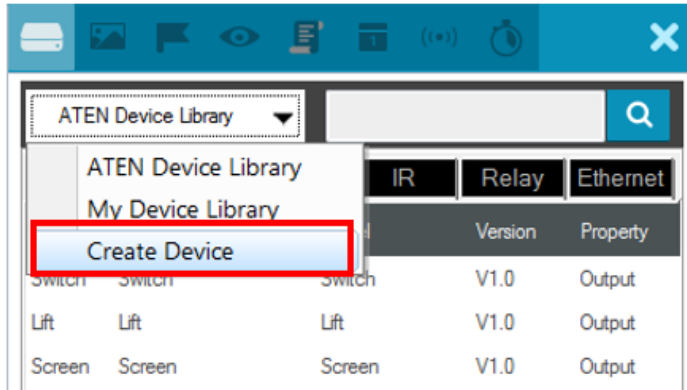 1
ATEN Device Library
ATEN Device Library
My Device Library
Create Device
IR Relay Ethernet
Version Property
Switch Switch Switch V1.0 Output
Lift Lift Lift V1.0 Output
Screen Screen Screen V1.0 Output